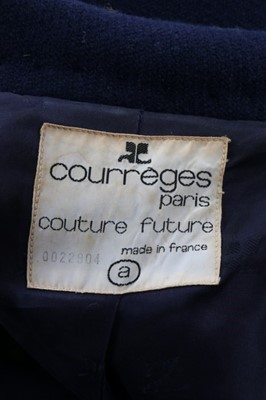 courrèges
paris
couture future
made in france
0022904
a